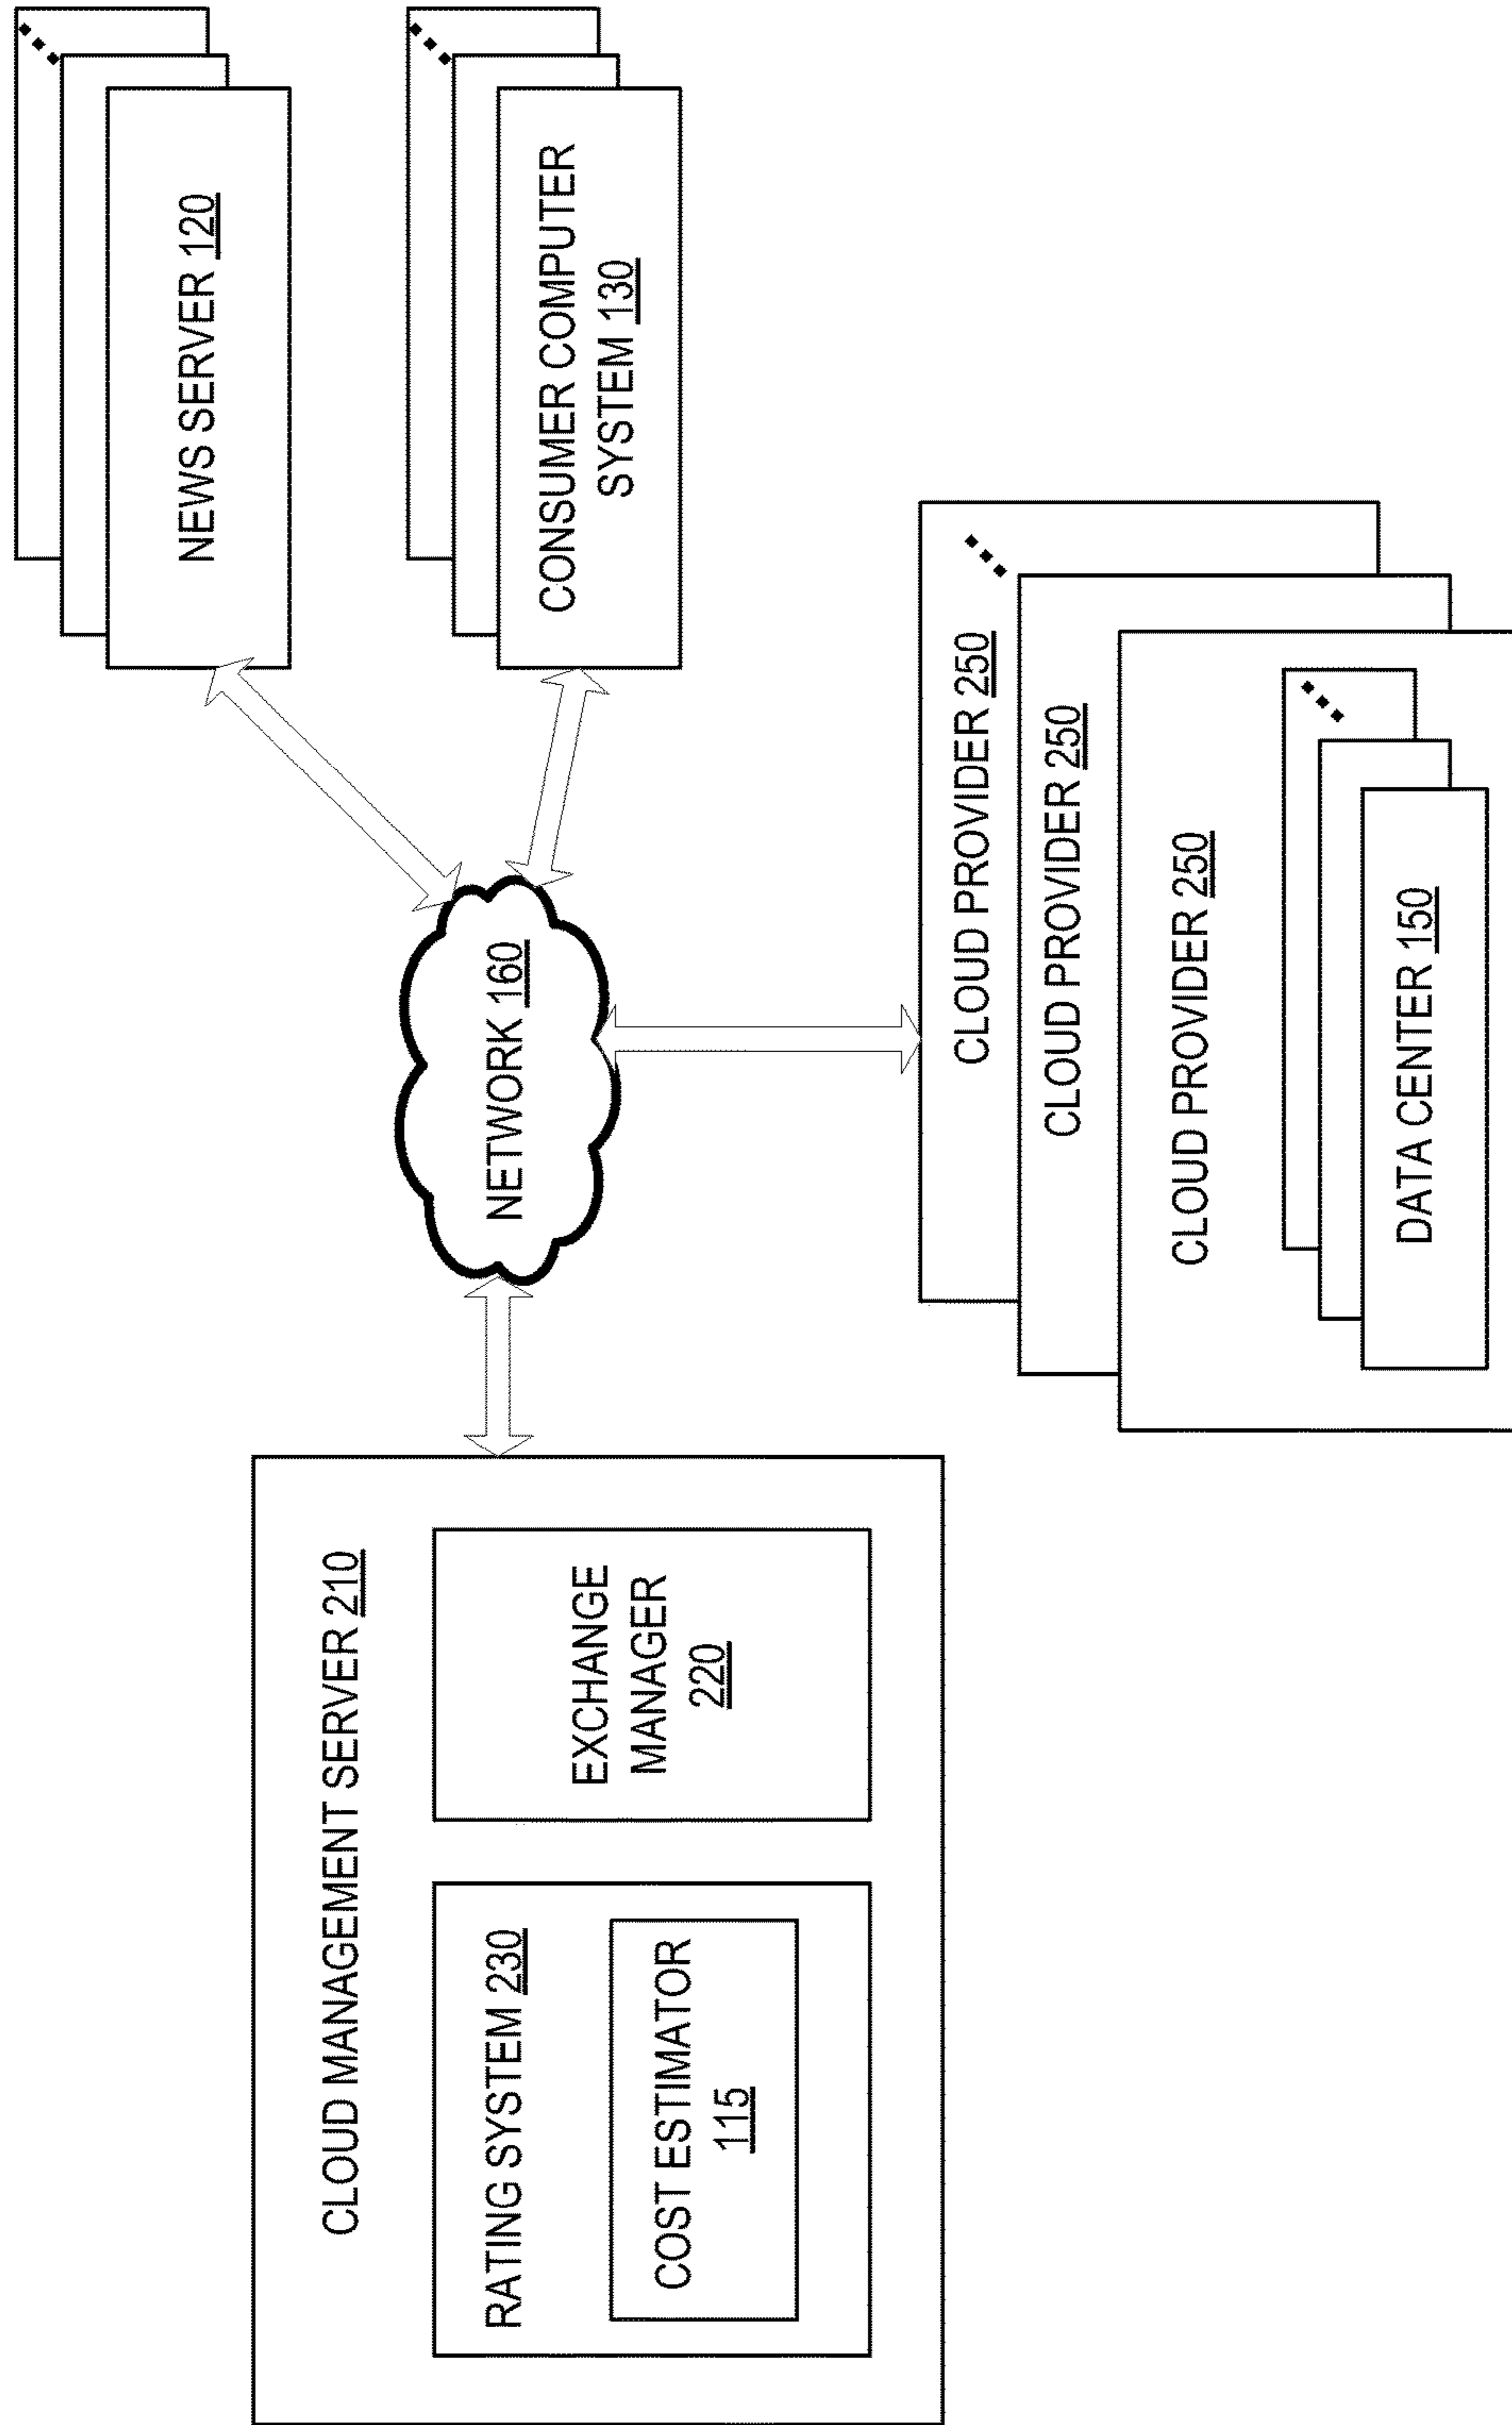 CLOUD MANAGEMENT SERVER 210
RATING SYSTEM 230
COST ESTIMATOR
115
EXCHANGE
MANAGER
220
NETWORK 160
NEWS SERVER 120
CONSUMER COMPUTER
SYSTEM 130
CLOUD PROVIDER 250
CLOUD PROVIDER 250
CLOUD PROVIDER 250
DATA CENTER 150